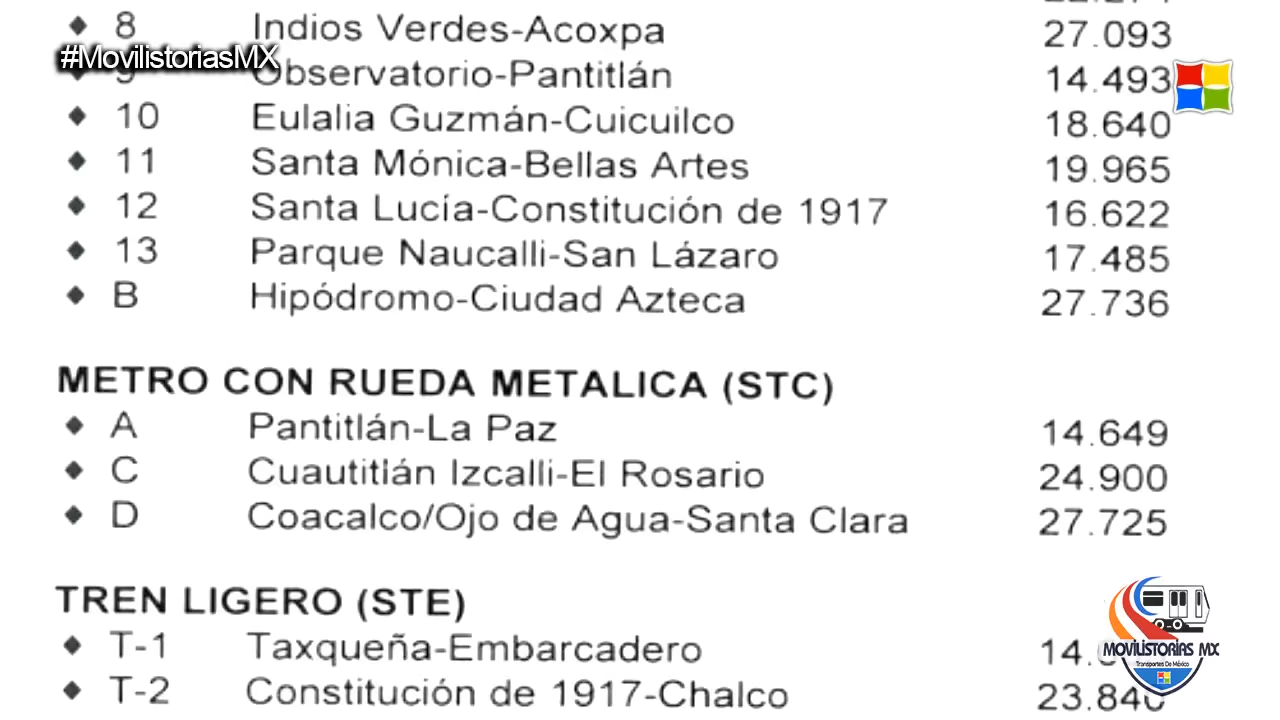 8 Indios Verdes-Acoxpa 27.093
#MovilistoriasMX
9 Observatorio-Pantitlán 14.493
10 Eulalia Guzmán-Cuicuilco 18.640
11 Santa Mónica-Bellas Artes 19.965
12 Santa Lucía-Constitución de 1917 16.622
13 Parque Naucalli-San Lázaro 17.485
B Hipódromo-Ciudad Azteca 27.736
METRO CON RUEDA METALICA (STC)
A Pantitlán-La Paz 14.649
C Cuautitlán Izcalli-El Rosario 24.900
D Coacalco/Ojo de Agua-Santa Clara 27.725
TREN LIGERO (STE)
T-1 Taxqueña-Embarcadero
T-2 Constitución de 1917-Chalco
MOVILISTORIAS MX
Transportes De México